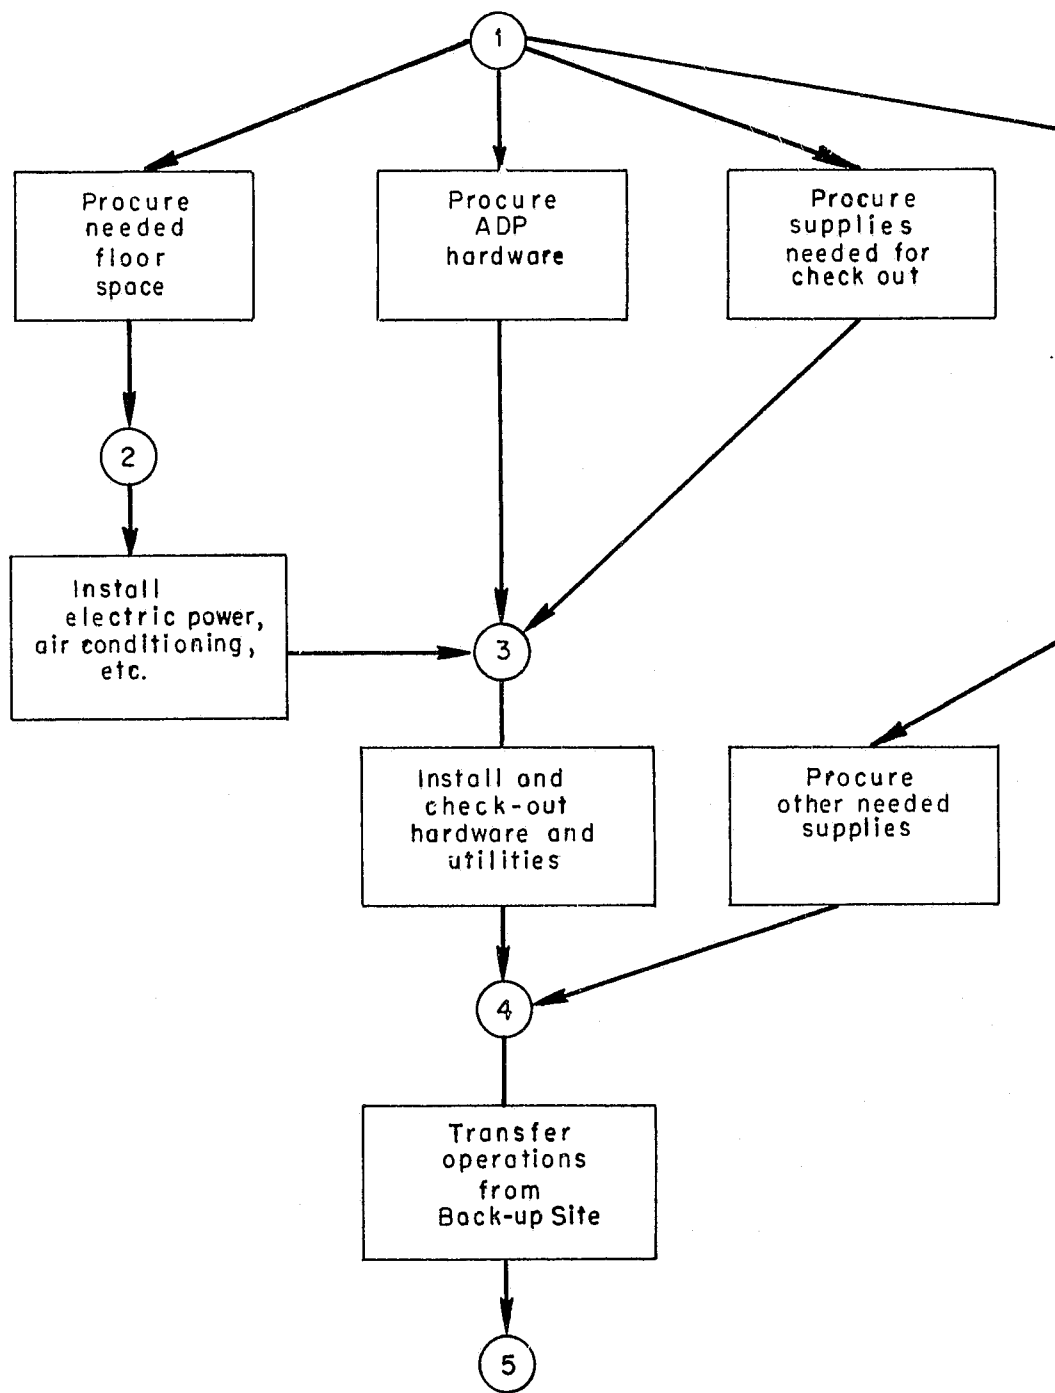 1
Procure
needed
floor
space
Procure
ADP
hardware
Procure
supplies
needed for
check out
2
Install
electric power,
air conditioning,
etc.
3
Install and
check-out
hardware and
utilities
Procure
other needed
supplies
4
Transfer
operations
from
Back-up Site
5